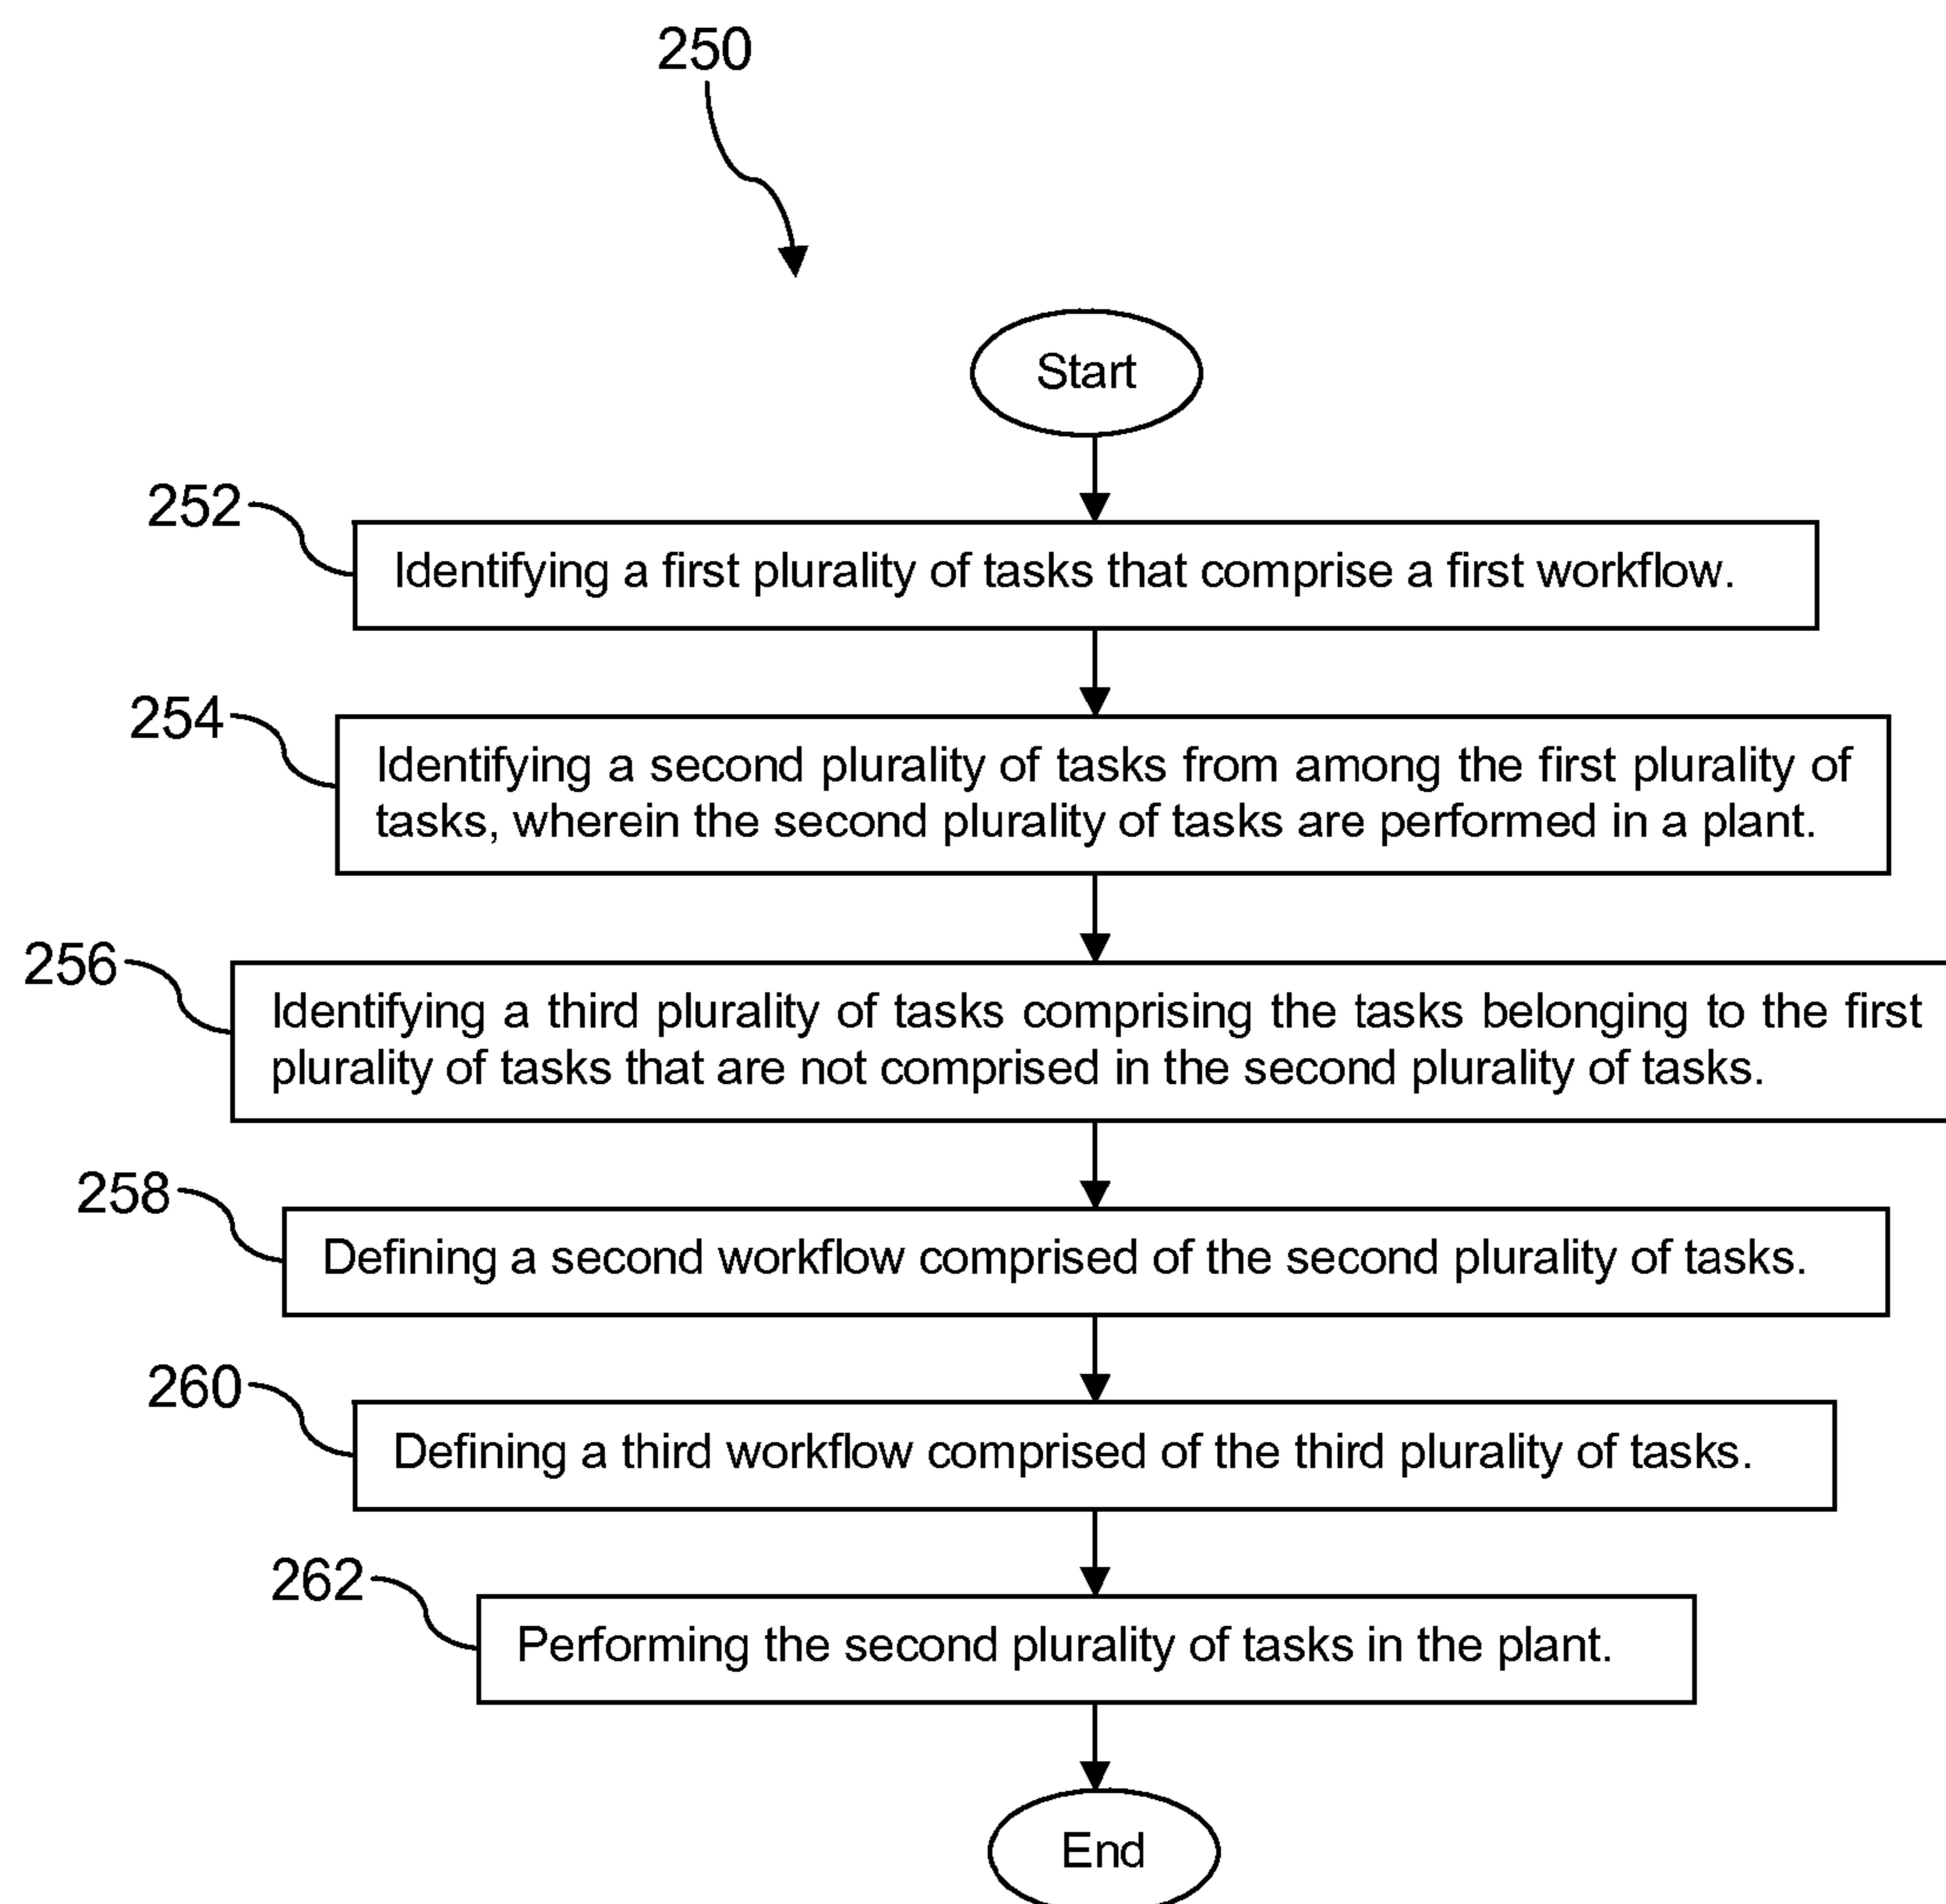 250
Start
252
Identifying a first plurality of tasks that comprise a first workflow.
254
Identifying a second plurality of tasks from among the first plurality of
tasks, wherein the second plurality of tasks are performed in a plant.
256
Identifying a third plurality of tasks comprising the tasks belonging to the first
plurality of tasks that are not comprised in the second plurality of tasks.
258
Defining a second workflow comprised of the second plurality of tasks.
260
Defining a third workflow comprised of the third plurality of tasks.
262
Performing the second plurality of tasks in the plant.
End